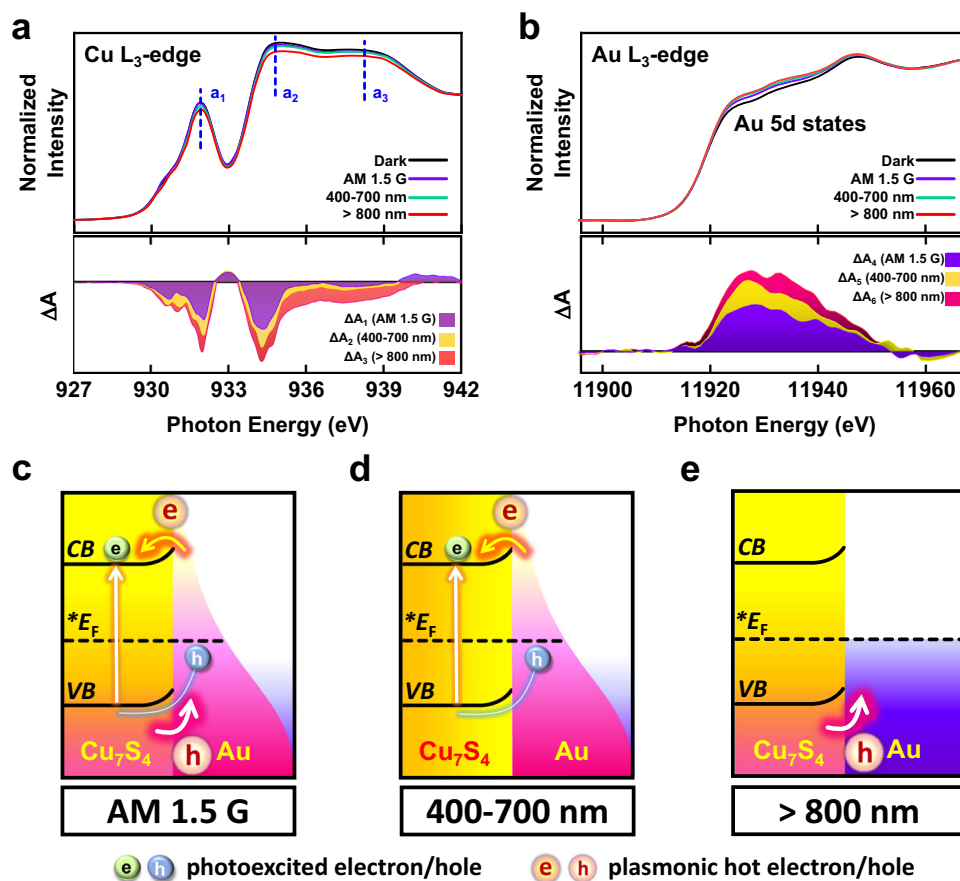 a
Cu L₃-edge
a₁
a₂
a₃
Normalized
Intensity
Dark
AM 1.5 G
400-700 nm
> 800 nm
ΔA
ΔA₁ (AM 1.5 G)
ΔA₂ (400-700 nm)
ΔA₃ (> 800 nm)
927 930 933 936 939 942
Photon Energy (eV)
b
Au L₃-edge
Au 5d states
Normalized
Intensity
Dark
AM 1.5 G
400-700 nm
> 800 nm
ΔA
ΔA₄ (AM 1.5 G)
ΔA₅ (400-700 nm)
ΔA₆ (> 800 nm)
11900 11920 11940 11960
Photon Energy (eV)
c
e
CB
e
*E_F
h
VB
Cu₇S₄
h
Au
AM 1.5 G
d
e
CB
e
*E_F
h
VB
Cu₇S₄
Au
400-700 nm
e
CB
*E_F
VB
Cu₇S₄
h
Au
> 800 nm
e h photoexcited electron/hole
e h plasmonic hot electron/hole